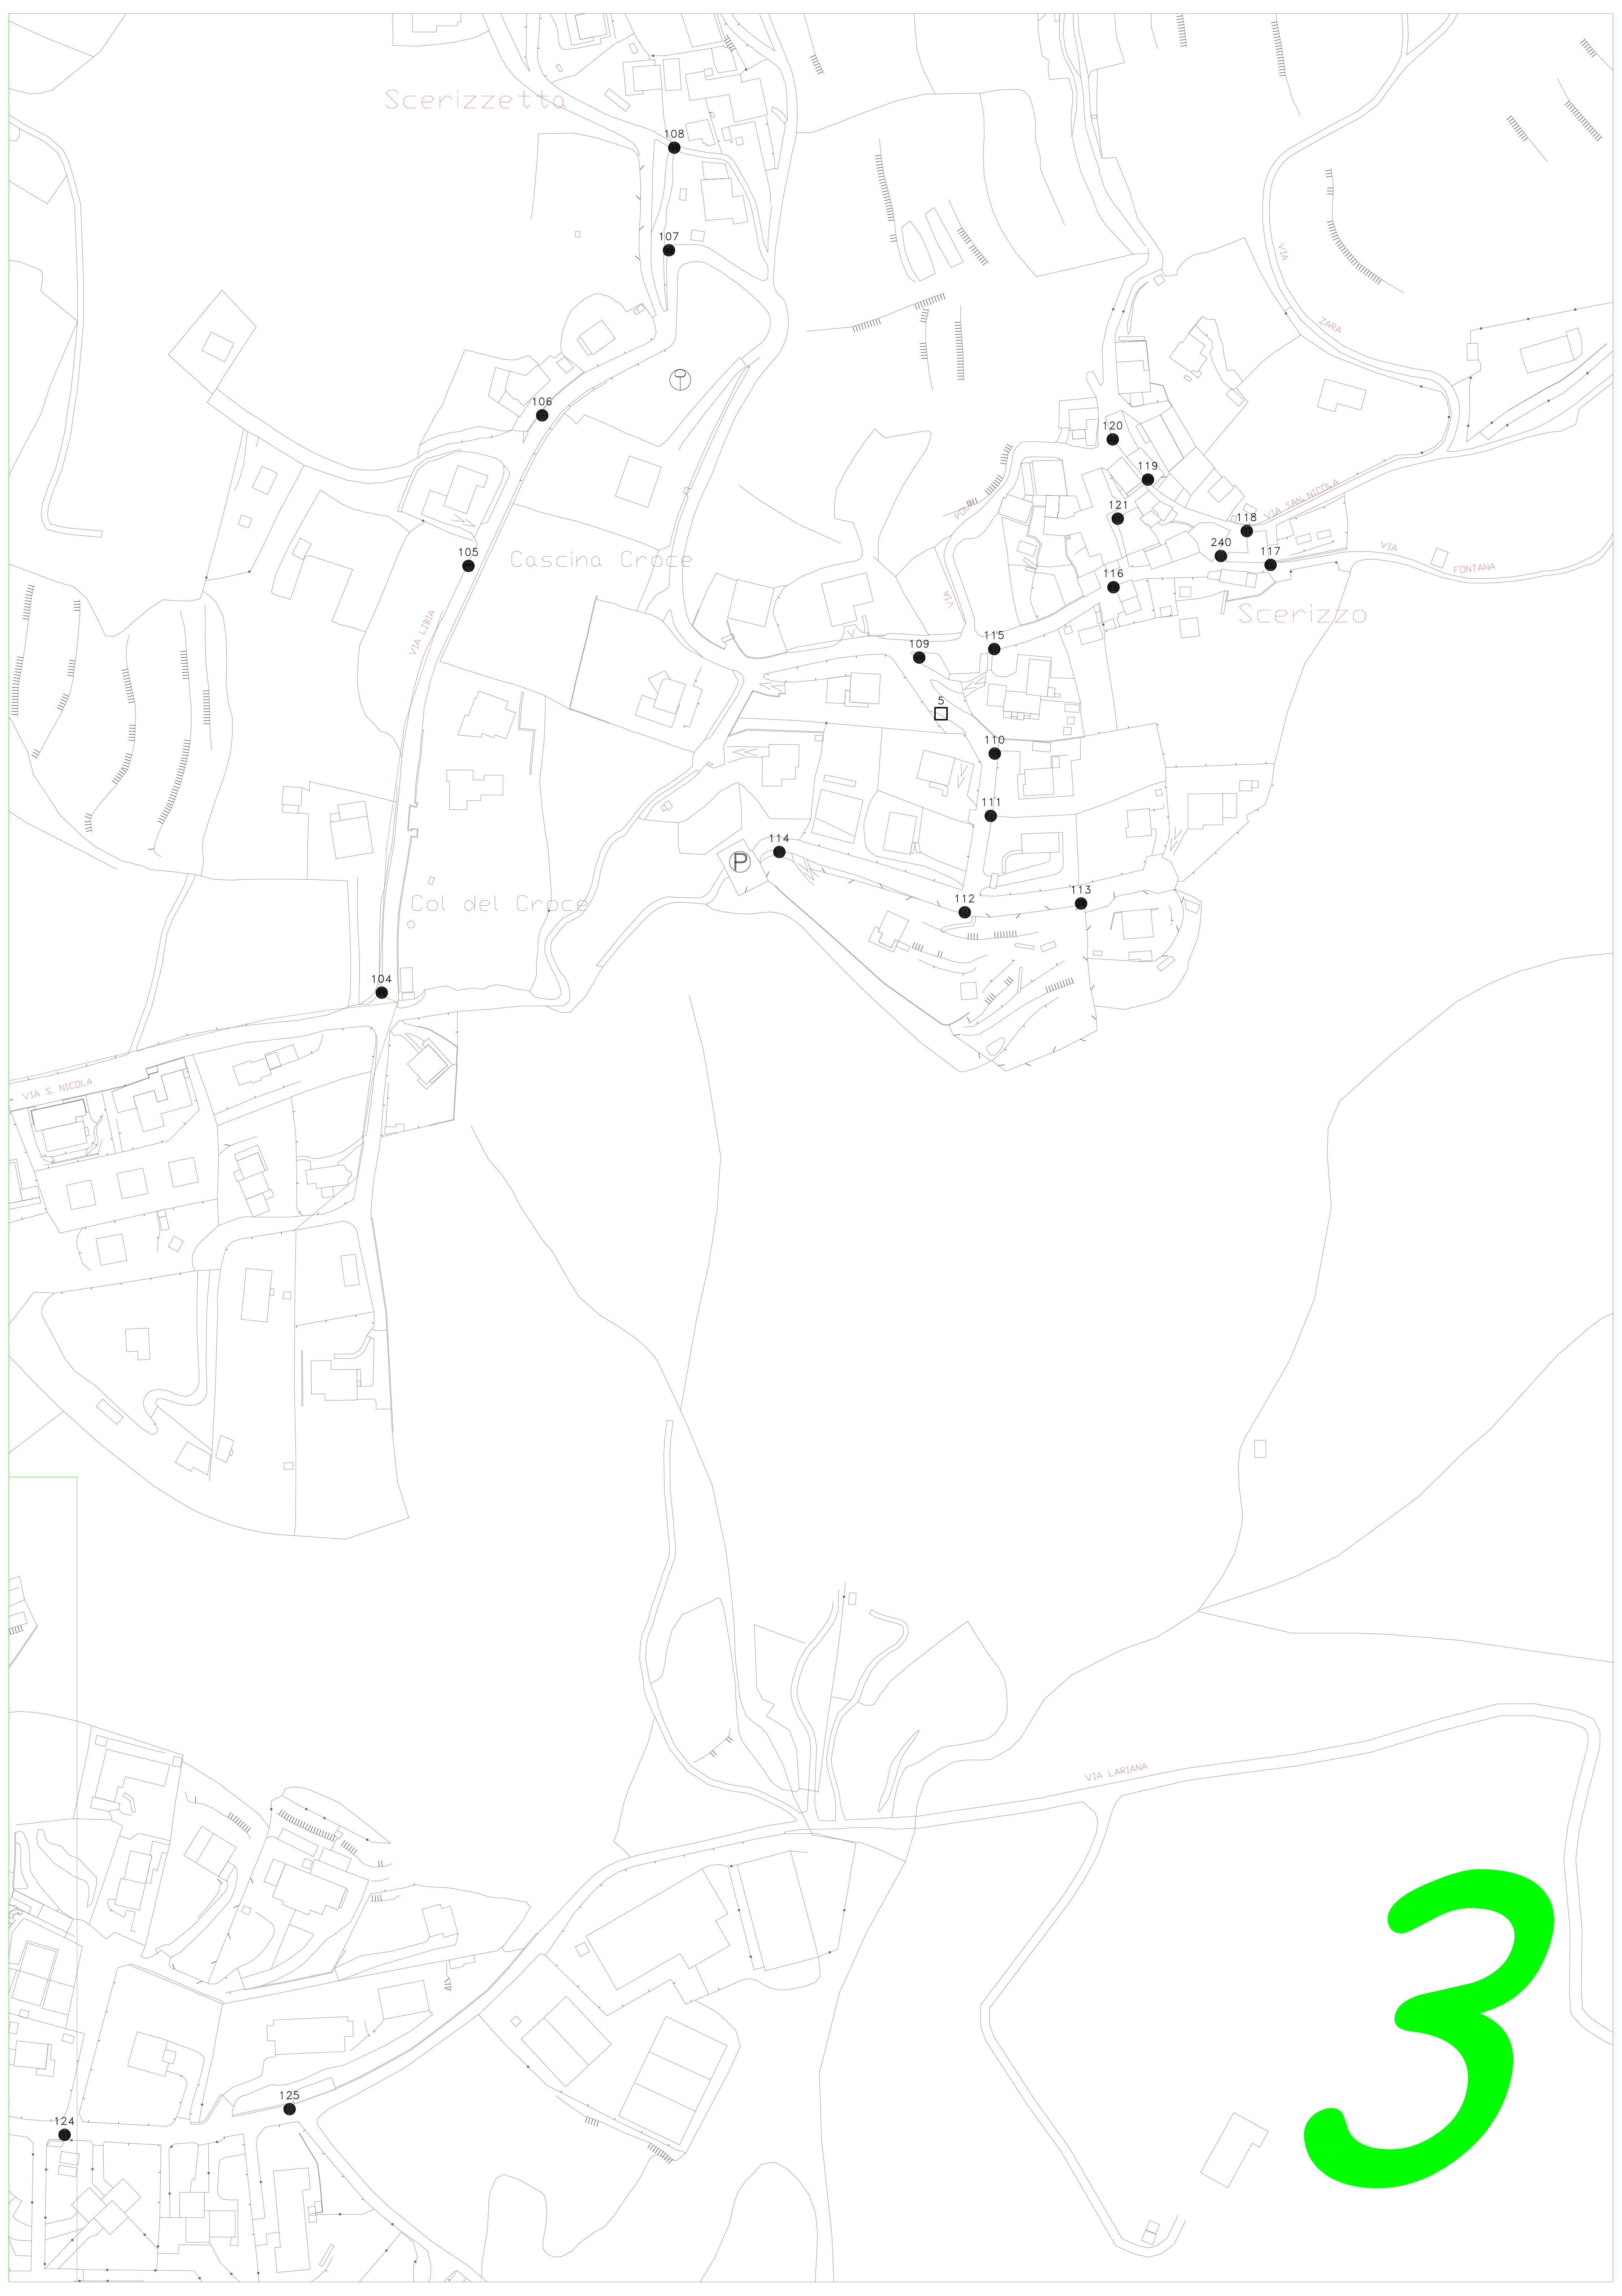 Scerizzetta
108
107
VIA
ZARA
106
120
119
VIA SAN NICOLA
POLA
121
118
240
117
VIA
FONTANA
105
Cascina Croce
116
VIA
Scerizzo
VIA LIBIA
115
109
5
110
111
114
P
113
112
Col del Croce
104
VIA S. NICOLA
VIA LARIANA
3
125
124